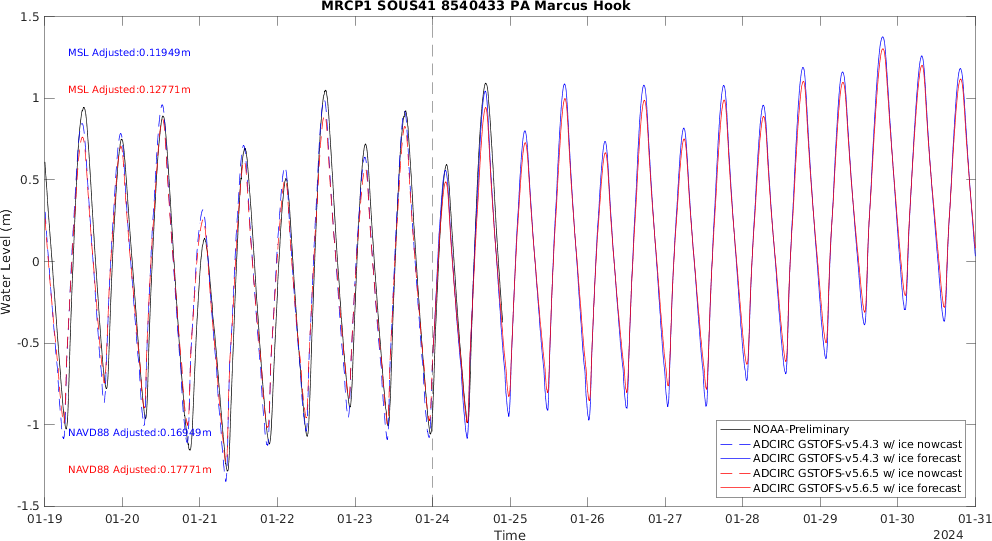 MRCP1 SOUS41 8540433 PA Marcus Hook
1.5
1
0.5
0
-0.5
-1
-1.5
Water Level (m)
MSL Adjusted:0.11949m
MSL Adjusted:0.12771m
NAVD88 Adjusted:0.16949m
NAVD88 Adjusted:0.17771m
NOAA-Preliminary
ADCIRC GSTOFS-v5.4.3 w/ ice nowcast
ADCIRC GSTOFS-v5.4.3 w/ ice forecast
ADCIRC GSTOFS-v5.6.5 w/ ice nowcast
ADCIRC GSTOFS-v5.6.5 w/ ice forecast
01-19 01-20 01-21 01-22 01-23 01-24 01-25 01-26 01-27 01-28 01-29 01-30 01-31
Time
2024